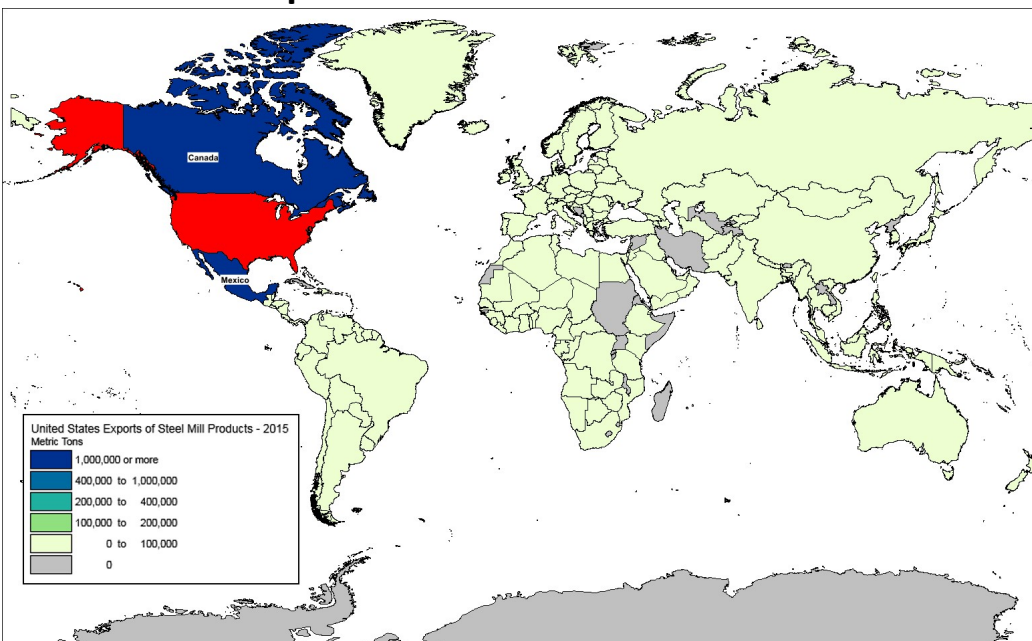 Canada
Mexico
United States Exports of Steel Mill Products - 2015
Metric Tons
1,000,000 or more
400,000 to 1,000,000
200,000 to 400,000
100,000 to 200,000
0 to 100,000
0